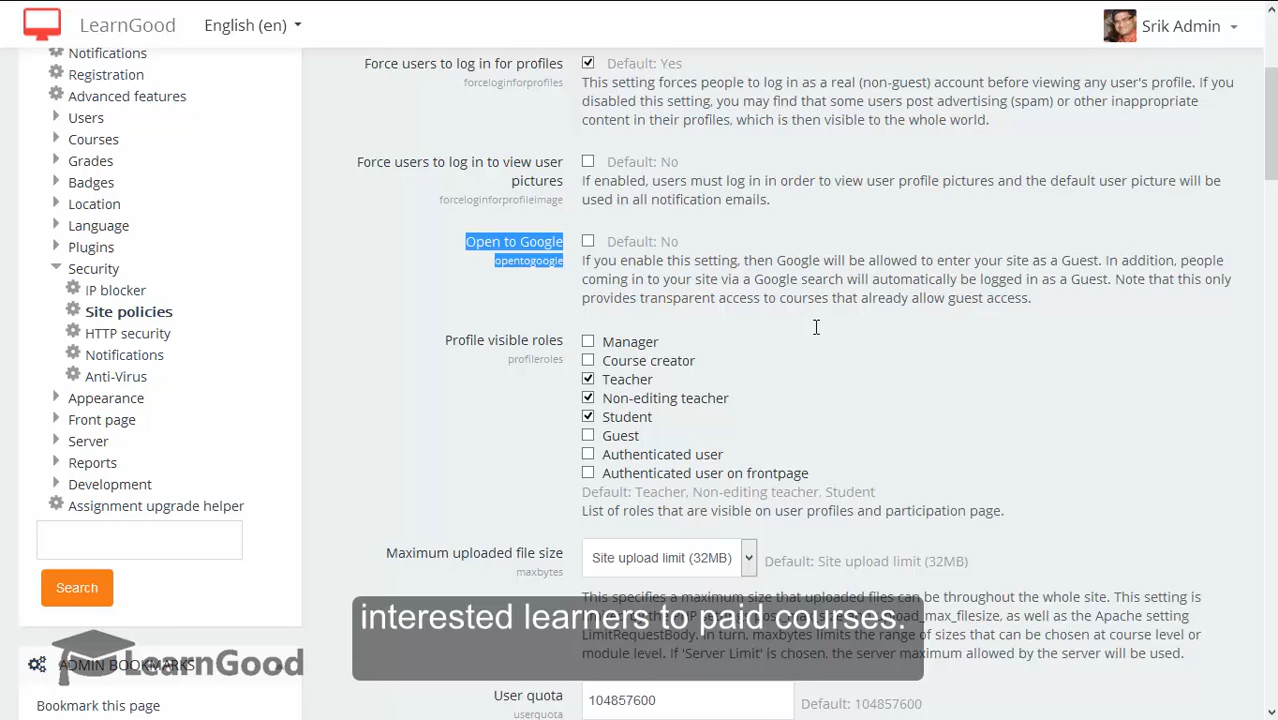 LearnGood
English (en)
Srik Admin
Notifications
Registration
Advanced features
Users
Courses
Grades
Badges
Location
Language
Plugins
Security
IP blocker
Site policies
HTTP security
Notifications
Anti-Virus
Appearance
Front page
Server
Reports
Development
Assignment upgrade helper
Search
ADMIN BOOKMARKS
LearnGood
Bookmark this page
Force users to log in for profiles
forceloginforprofiles
Default: Yes
This setting forces people to log in as a real (non-guest) account before viewing any user's profile. If you
disabled this setting, you may find that some users post advertising (spam) or other inappropriate
content in their profiles, which is then visible to the whole world.
Force users to log in to view user
pictures
forceloginforprofileimage
Default: No
If enabled, users must log in in order to view user profile pictures and the default user picture will be
used in all notification emails.
Open to Google
opentogoogle
Default: No
If you enable this setting, then Google will be allowed to enter your site as a Guest. In addition, people
coming in to your site via a Google search will automatically be logged in as a Guest. Note that this only
provides transparent access to courses that already allow guest access.
Profile visible roles
profileroles
Manager
Course creator
Teacher
Non-editing teacher
Student
Guest
Authenticated user
Authenticated user on frontpage
Default: Teacher, Non-editing teacher, Student
List of roles that are visible on user profiles and participation page.
Maximum uploaded file size
maxbytes
Site upload limit (32MB)
Default: Site upload limit (32MB)
This specifies a maximum size that uploaded files can be throughout the whole site. This setting is
interested learners to paid courses.
upload_max_filesize, as well as the Apache setting
LimitRequestBody. In turn, maxbytes limits the range of sizes that can be chosen at course level or
module level. If 'Server Limit' is chosen, the server maximum allowed by the server will be used.
User quota
userquota
104857600
Default: 104857600